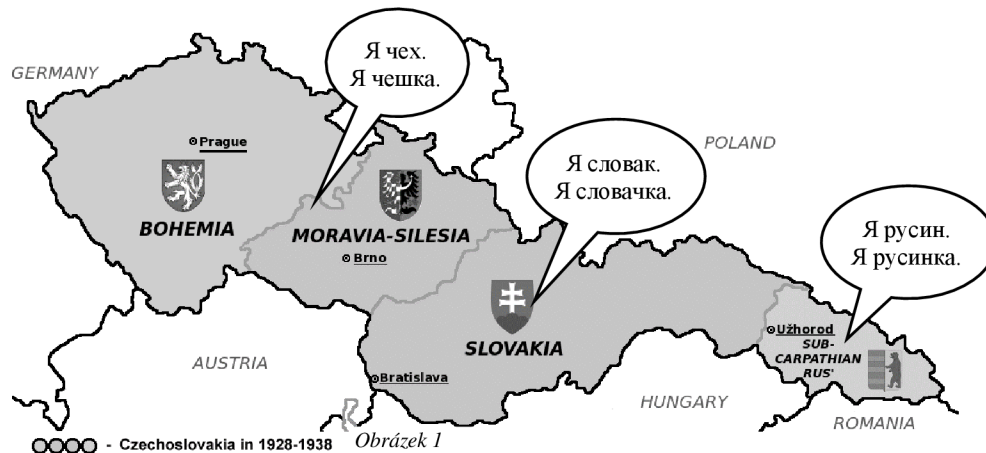 Я чех.
Я чешка.
GERMANY
Prague
POLAND
Я словак.
Я словачка.
BOHEMIA
MORAVIA-SILESIA
Brno
Я русин.
Я русинка.
Užhorod
SUB-
CARPATHIAN
RUS'
SLOVAKIA
AUSTRIA
Bratislava
HUNGARY
ROMANIA
- Czechoslovakia in 1928-1938
Obrázek 1